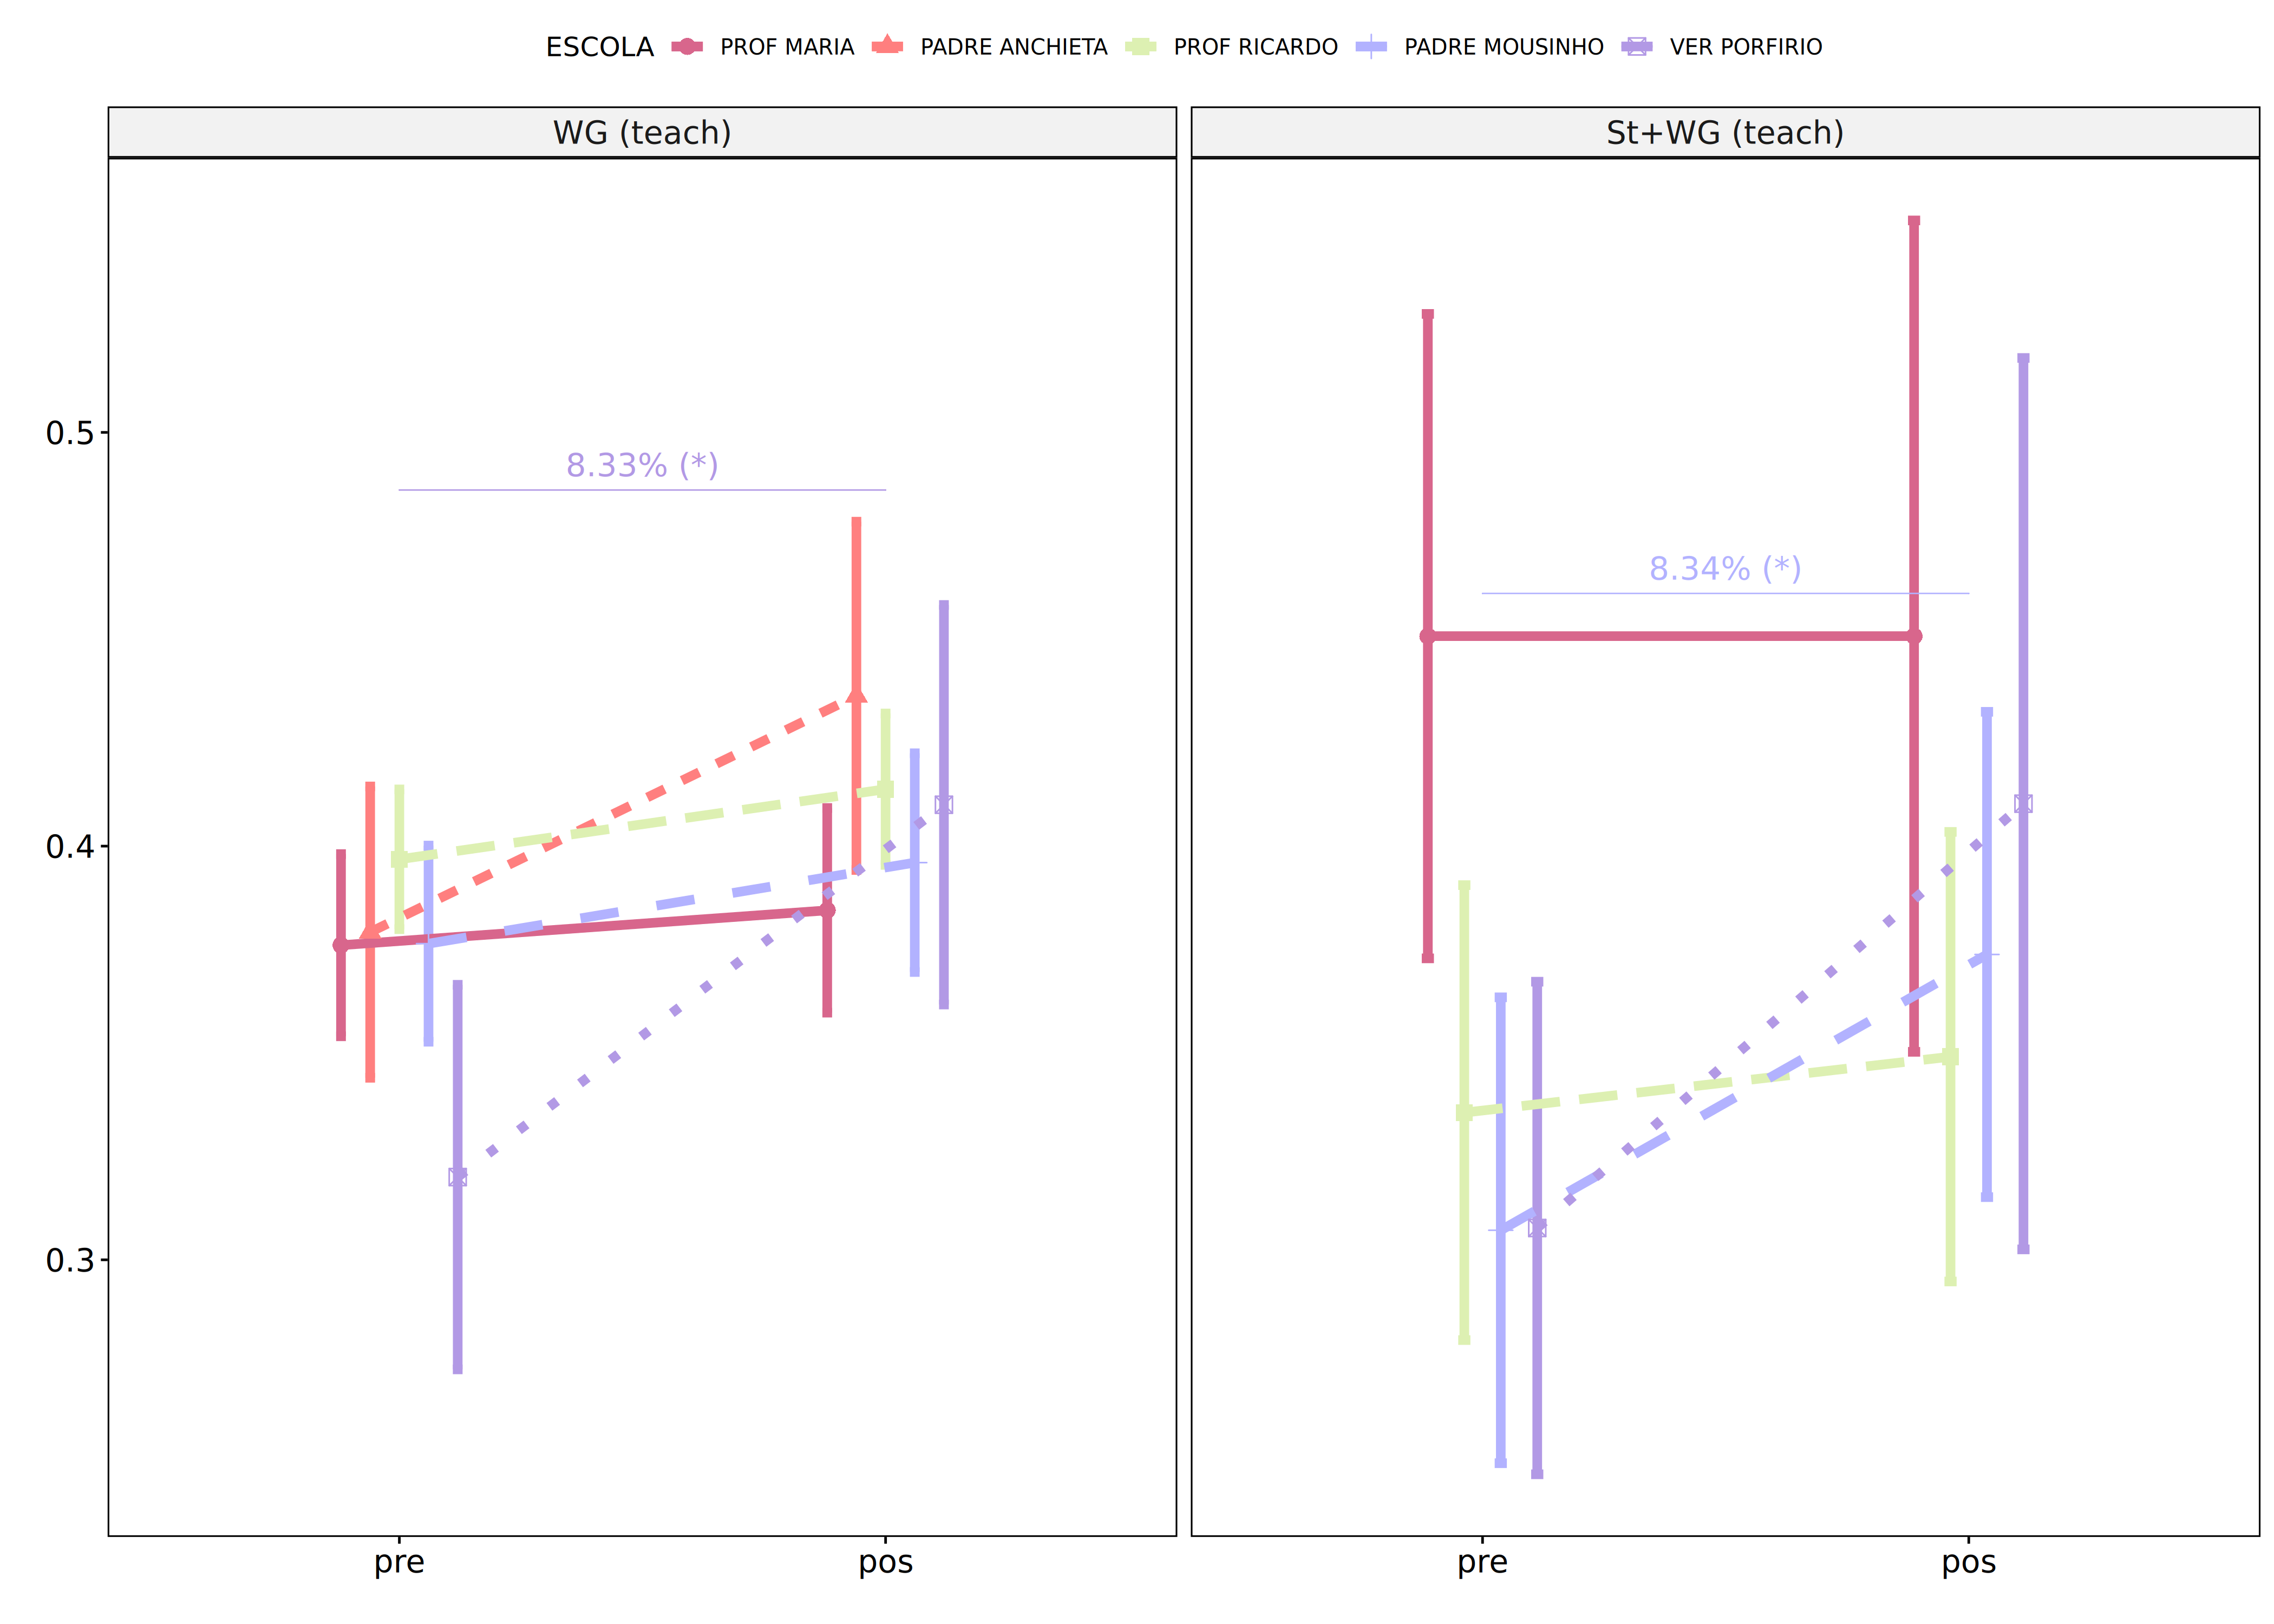 ESCOLA PROF MARIA PADRE ANCHIETA PROF RICARDO PADRE MOUSINHO VER PORFIRIO
WG (teach)
St+WG (teach)
0.5
0.4
0.3
8.33% (*)
8.34% (*)
pre
pos
pre
pos